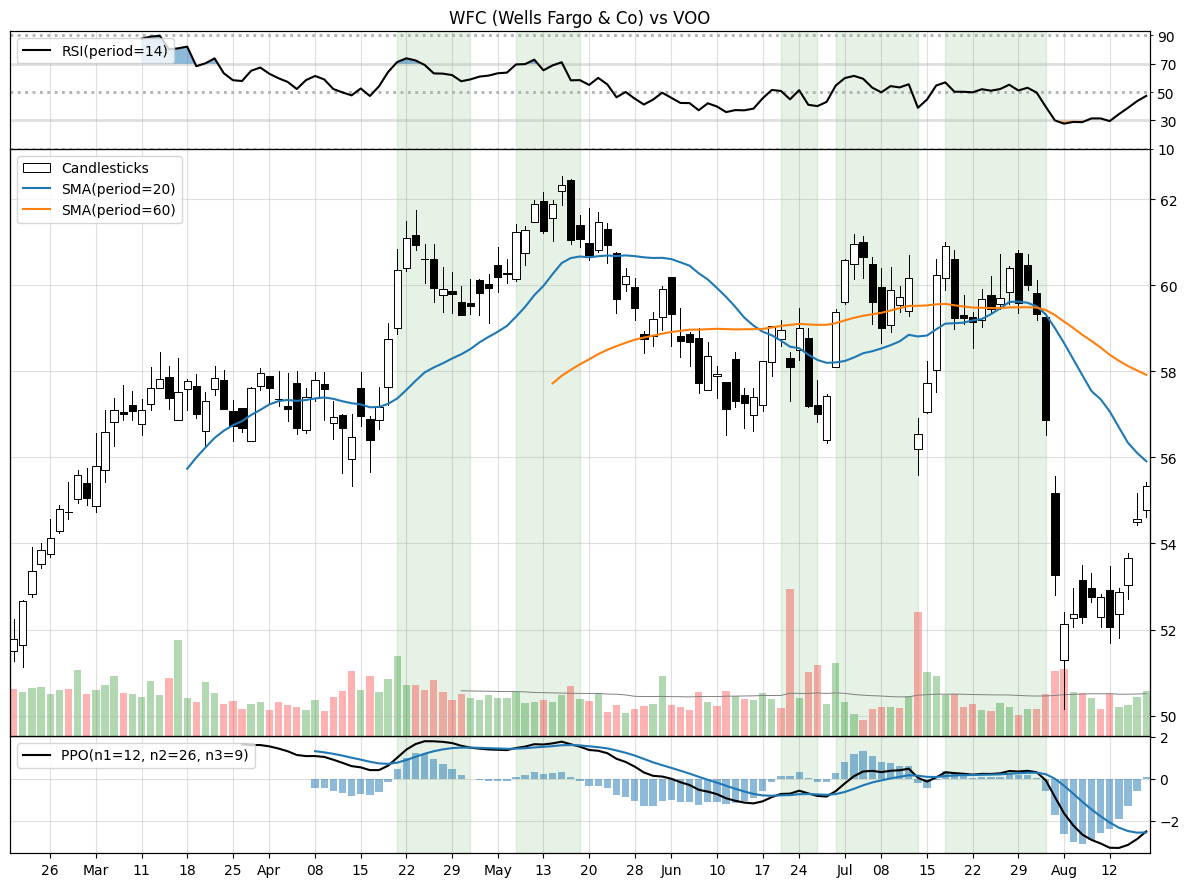 WFC (Wells Fargo & Co) vs VOO
RSI(period=14)
90
70
50
30
10
Candlesticks
SMA(period=20)
SMA(period=60)
62
60
58
56
54
52
50
PPO(n1=12, n2=26, n3=9)
2
0
−2
26 Mar 11 18 25 Apr 08 15 22 29 May 13 20 28 Jun 10 17 24 Jul 08 15 22 29 Aug 12